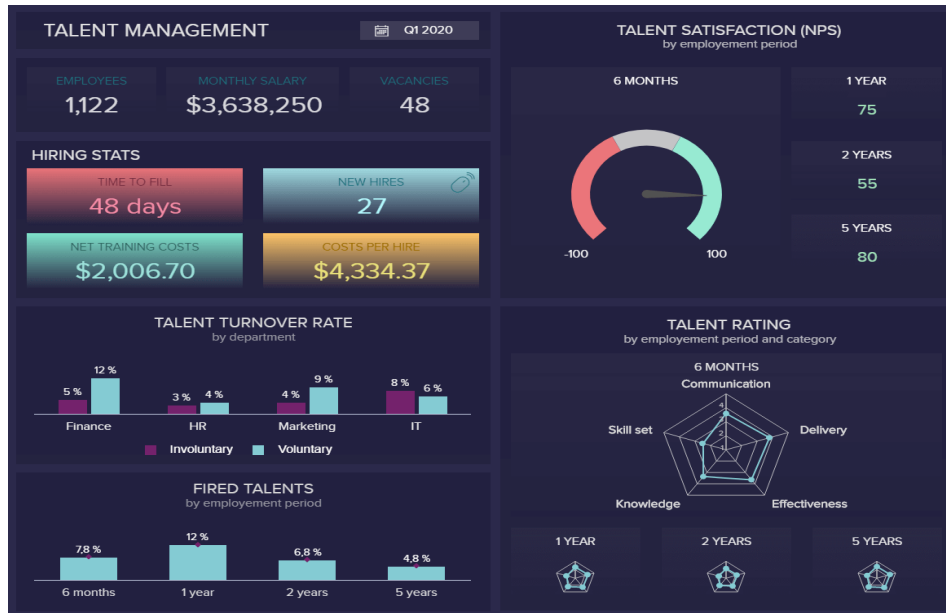 TALENT MANAGEMENT
Q1 2020
EMPLOYEES
1,122
MONTHLY SALARY
$3,638,250
VACANCIES
48
HIRING STATS
TIME TO FILL
48 days
NEW HIRES
27
NET TRAINING COSTS
$2,006.70
COSTS PER HIRE
$4,334.37
TALENT TURNOVER RATE
by department
5 %
12 %
3 %
4 %
4 %
9 %
8 %
6 %
Finance
HR
Marketing
IT
Involuntary
Voluntary
FIRED TALENTS
by employement period
7,8 %
12 %
6,8 %
4,8 %
6 months
1 year
2 years
5 years
TALENT SATISFACTION (NPS)
by employement period
6 MONTHS
-100
100
1 YEAR
75
2 YEARS
55
5 YEARS
80
TALENT RATING
by employement period and category
6 MONTHS
Communication
Skill set
Delivery
Knowledge
Effectiveness
4
2
1 YEAR
2 YEARS
5 YEARS